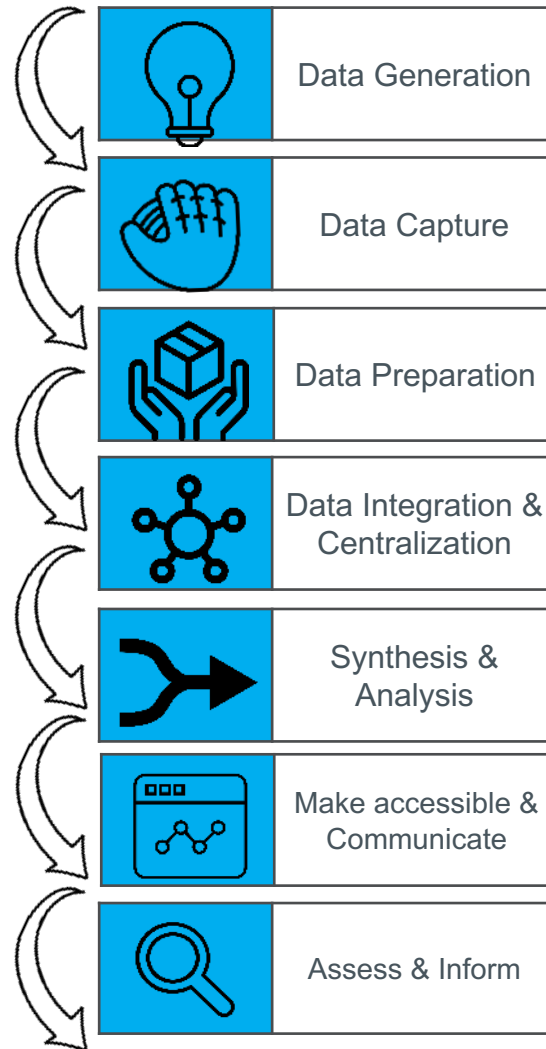 Data Generation
Data Capture
Data Preparation
Data Integration &
Centralization
Synthesis &
Analysis
Make accessible &
Communicate
Assess & Inform